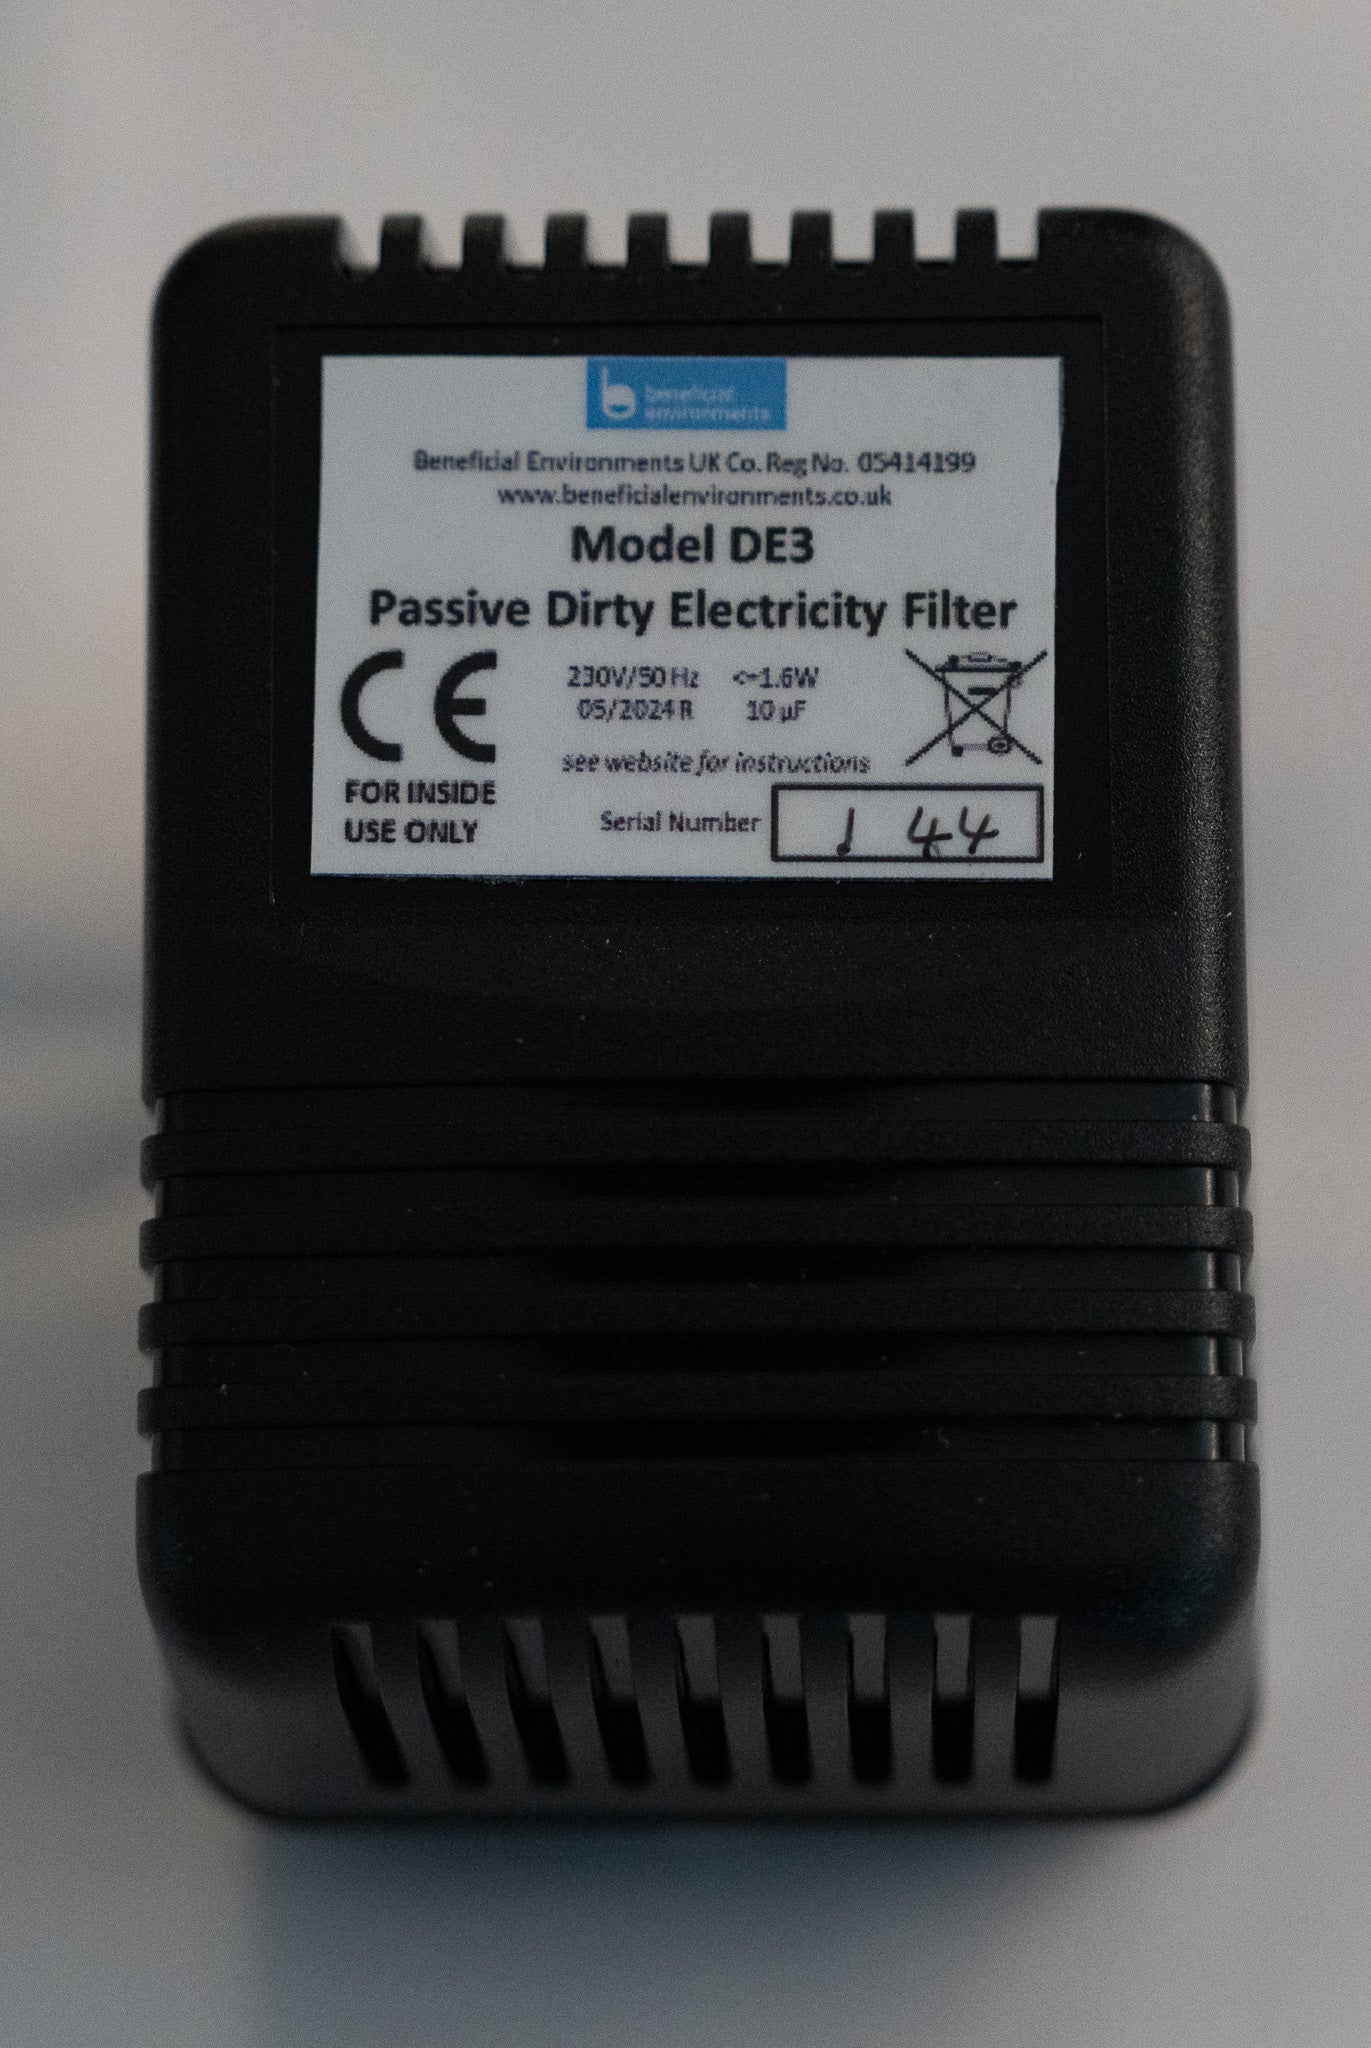 beneficial
environments
Beneficial Environments UK Co. Reg No. 05414199
www.beneficialenvironments.co.uk
Model DE3
Passive Dirty Electricity Filter
CE
230V/50 Hz <=1.6W
05/2024 R 10 µF
see website for instructions
FOR INSIDE
USE ONLY
Serial Number 1 44